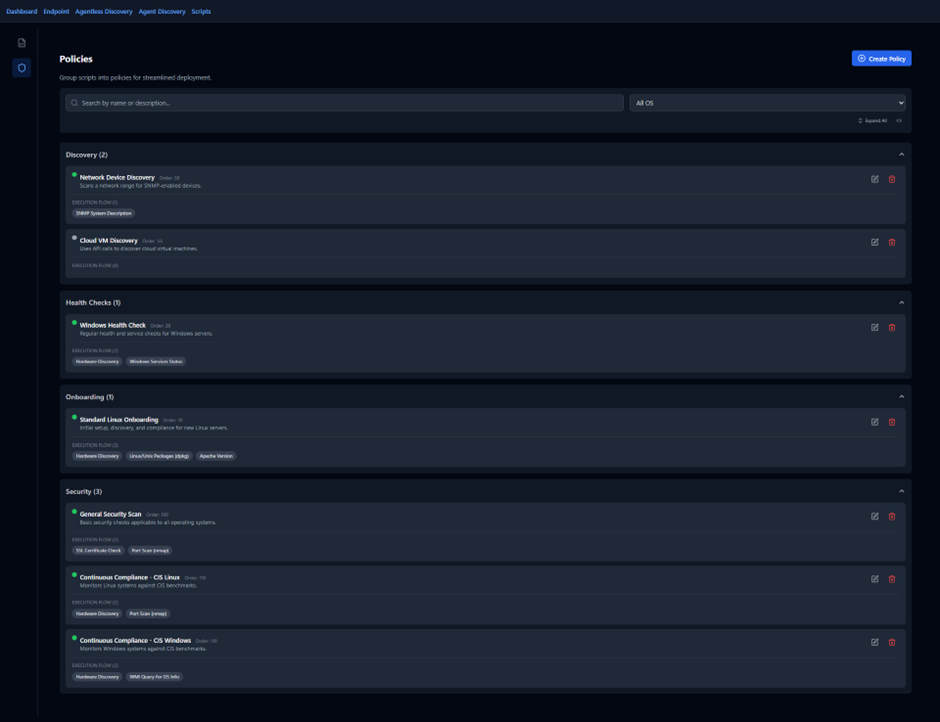 Dashboard Endpoint Agentless Discovery Agent Discovery Scripts
Policies
Create Policy
Group scripts into policies for streamlined deployment.
Search by name or description...
All OS
Expand All
Discovery (2)
Network Device Discovery Order: 50
Scans a network range for SNMP-enabled devices.
EXECUTION FLOW (1)
SNMP System Description
Cloud VM Discovery Order: 55
Uses API calls to discover cloud virtual machines.
EXECUTION FLOW (0)
Health Checks (1)
Windows Health Check Order: 20
Regular health and service checks for Windows servers.
EXECUTION FLOW (2)
Hardware Discovery Windows Services Status
Onboarding (1)
Standard Linux Onboarding Order: 10
Initial setup, discovery, and compliance for new Linux servers.
EXECUTION FLOW (3)
Hardware Discovery Linux/Unix Packages (dpkg) Apache Version
Security (3)
General Security Scan Order: 100
Basic security checks applicable to all operating systems.
EXECUTION FLOW (2)
SSL Certificate Check Port Scan (nmap)
Continuous Compliance - CIS Linux Order:
Monitors Linux systems against CIS benchmarks.
EXECUTION FLOW (2)
Hardware Discovery Port Scan (nmap)
Continuous Compliance - CIS Windows Order:
Monitors Windows systems against CIS benchmarks.
EXECUTION FLOW (2)
Hardware Discovery WMI Query for OS Info